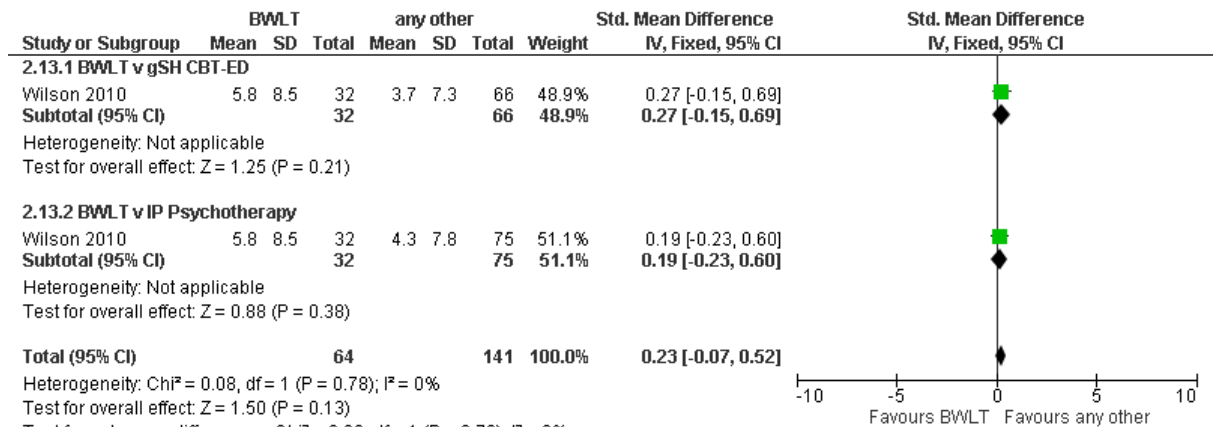 BWLT any other Std. Mean Difference Std. Mean Difference
Study or Subgroup Mean SD Total Mean SD Total Weight IV, Fixed, 95% CI IV, Fixed, 95% CI
2.13.1 BWLT v gSH CBT-ED
Wilson 2010 5.8 8.5 32 3.7 7.3 66 48.9% 0.27 [-0.15, 0.69]
Subtotal (95% CI) 32 66 48.9% 0.27 [-0.15, 0.69]
Heterogeneity: Not applicable
Test for overall effect: Z = 1.25 (P = 0.21)
2.13.2 BWLT v IP Psychotherapy
Wilson 2010 5.8 8.5 32 4.3 7.8 75 51.1% 0.19 [-0.23, 0.60]
Subtotal (95% CI) 32 75 51.1% 0.19 [-0.23, 0.60]
Heterogeneity: Not applicable
Test for overall effect: Z = 0.88 (P = 0.38)
Total (95% CI) 64 141 100.0% 0.23 [-0.07, 0.52]
Heterogeneity: Chi² = 0.08, df = 1 (P = 0.78); I² = 0%
Test for overall effect: Z = 1.50 (P = 0.13)
-10 -5 0 5 10
Favours BWLT Favours any other